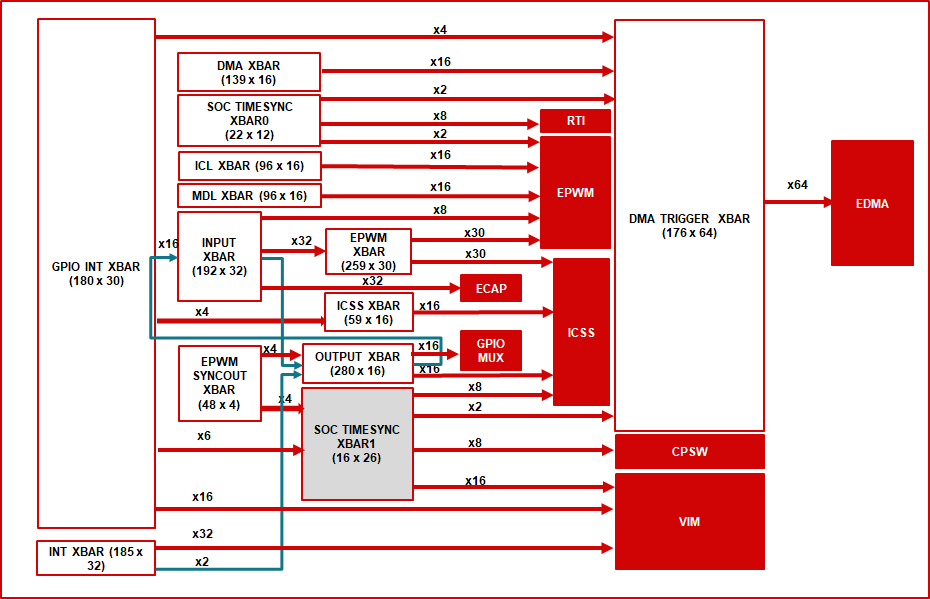 GPIO INT XBAR
(180 x 30)
x4
DMA XBAR
(139 x 16)
x16
SOC TIMESYNC
XBAR0
(22 x 12)
x2
x8
x2
RTI
ICL XBAR (96 x 16)
x16
MDL XBAR (96 x 16)
x16
EPWM
x16
INPUT
XBAR
(192 x 32)
x8
x32
EPWM
XBAR
(259 x 30)
x30
x30
x32
ECAP
x4
ICSS XBAR
(59 x 16)
x16
ICSS
EPWM
SYNCOUT
XBAR
(48 x 4)
x4
x4
OUTPUT XBAR
(280 x 16)
x16
x16
GPIO
MUX
SOC TIMESYNC
XBAR1
(16 x 26)
x8
x2
x8
x16
x6
x16
INT XBAR (185 x
32)
x32
x2
DMA TRIGGER XBAR
(176 x 64)
x64
EDMA
CPSW
VIM